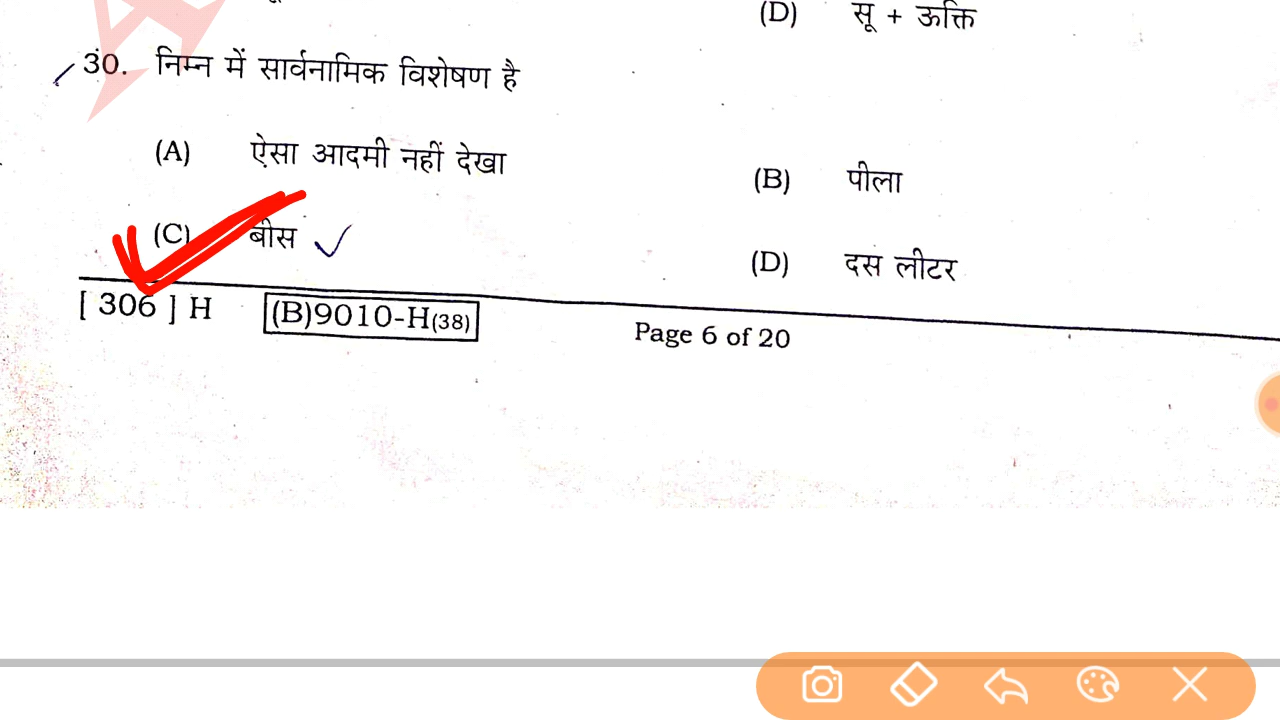 (D) सू + ऊक्ति
30. निम्न में सार्वनामिक विशेषण है
(A) ऐसा आदमी नहीं देखा
(B) पीला
(C) बीस
(D) दस लीटर
[ 306 ] H (B)9010-H(38) Page 6 of 20